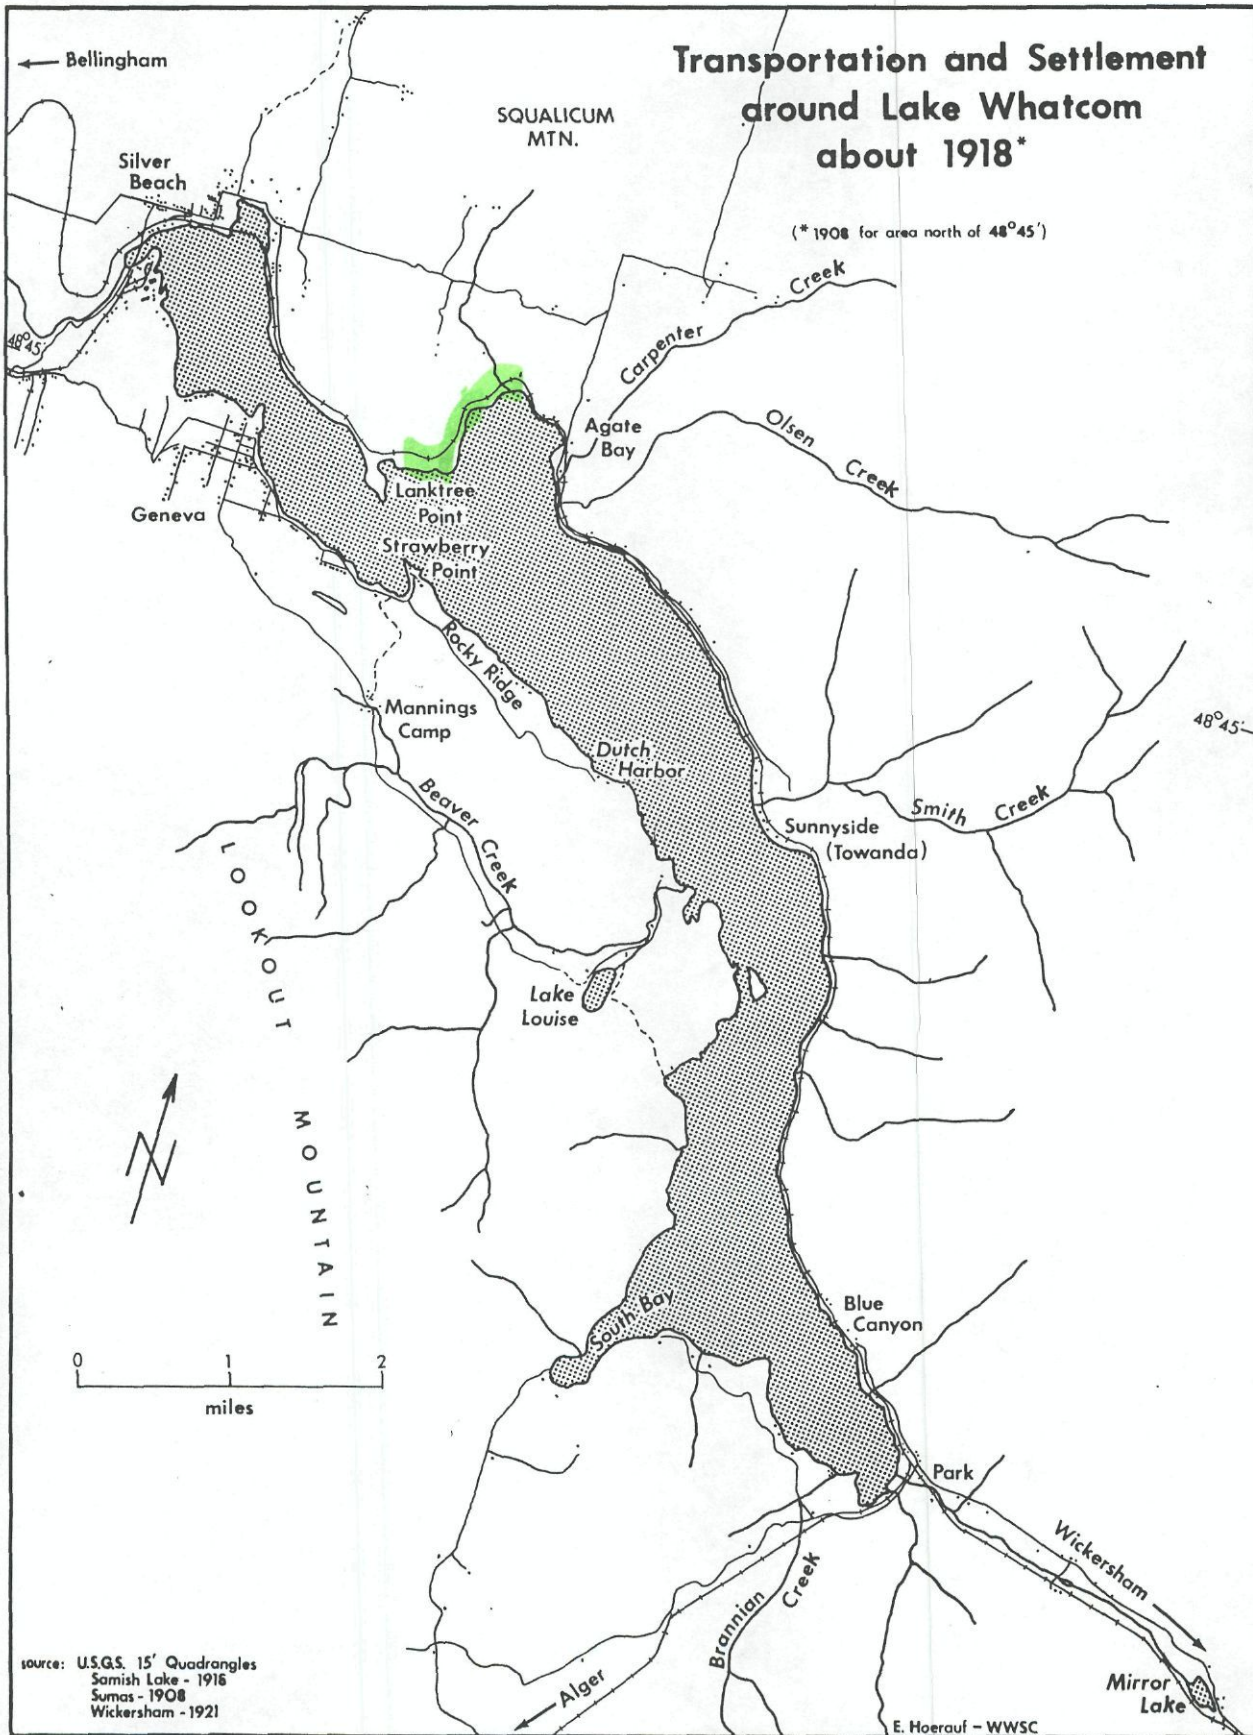 Transportation and Settlement
around Lake Whatcom
about 1918*
(* 1908 for area north of 48°45')
Bellingham
SQUALICUM
MTN.
Silver
Beach
Carpenter Creek
48°45'
Agate
Bay
Olsen Creek
Lanktree
Point
Geneva
Strawberry
Point
Rocky Ridge
Mannings
Camp
48°45'
Dutch
Harbor
Beaver Creek
Smith Creek
Sunnyside
(Towanda)
LOOKOUT MOUNTAIN
Lake
Louise
N
South Bay
Blue
Canyon
0 1 2
miles
Park
Wickersham
Brannian Creek
Alger
Mirror
Lake
source: U.S.G.S. 15' Quadrangles
Samish Lake - 1918
Sumas - 1908
Wickersham - 1921
E. Hoerauf - WWSC